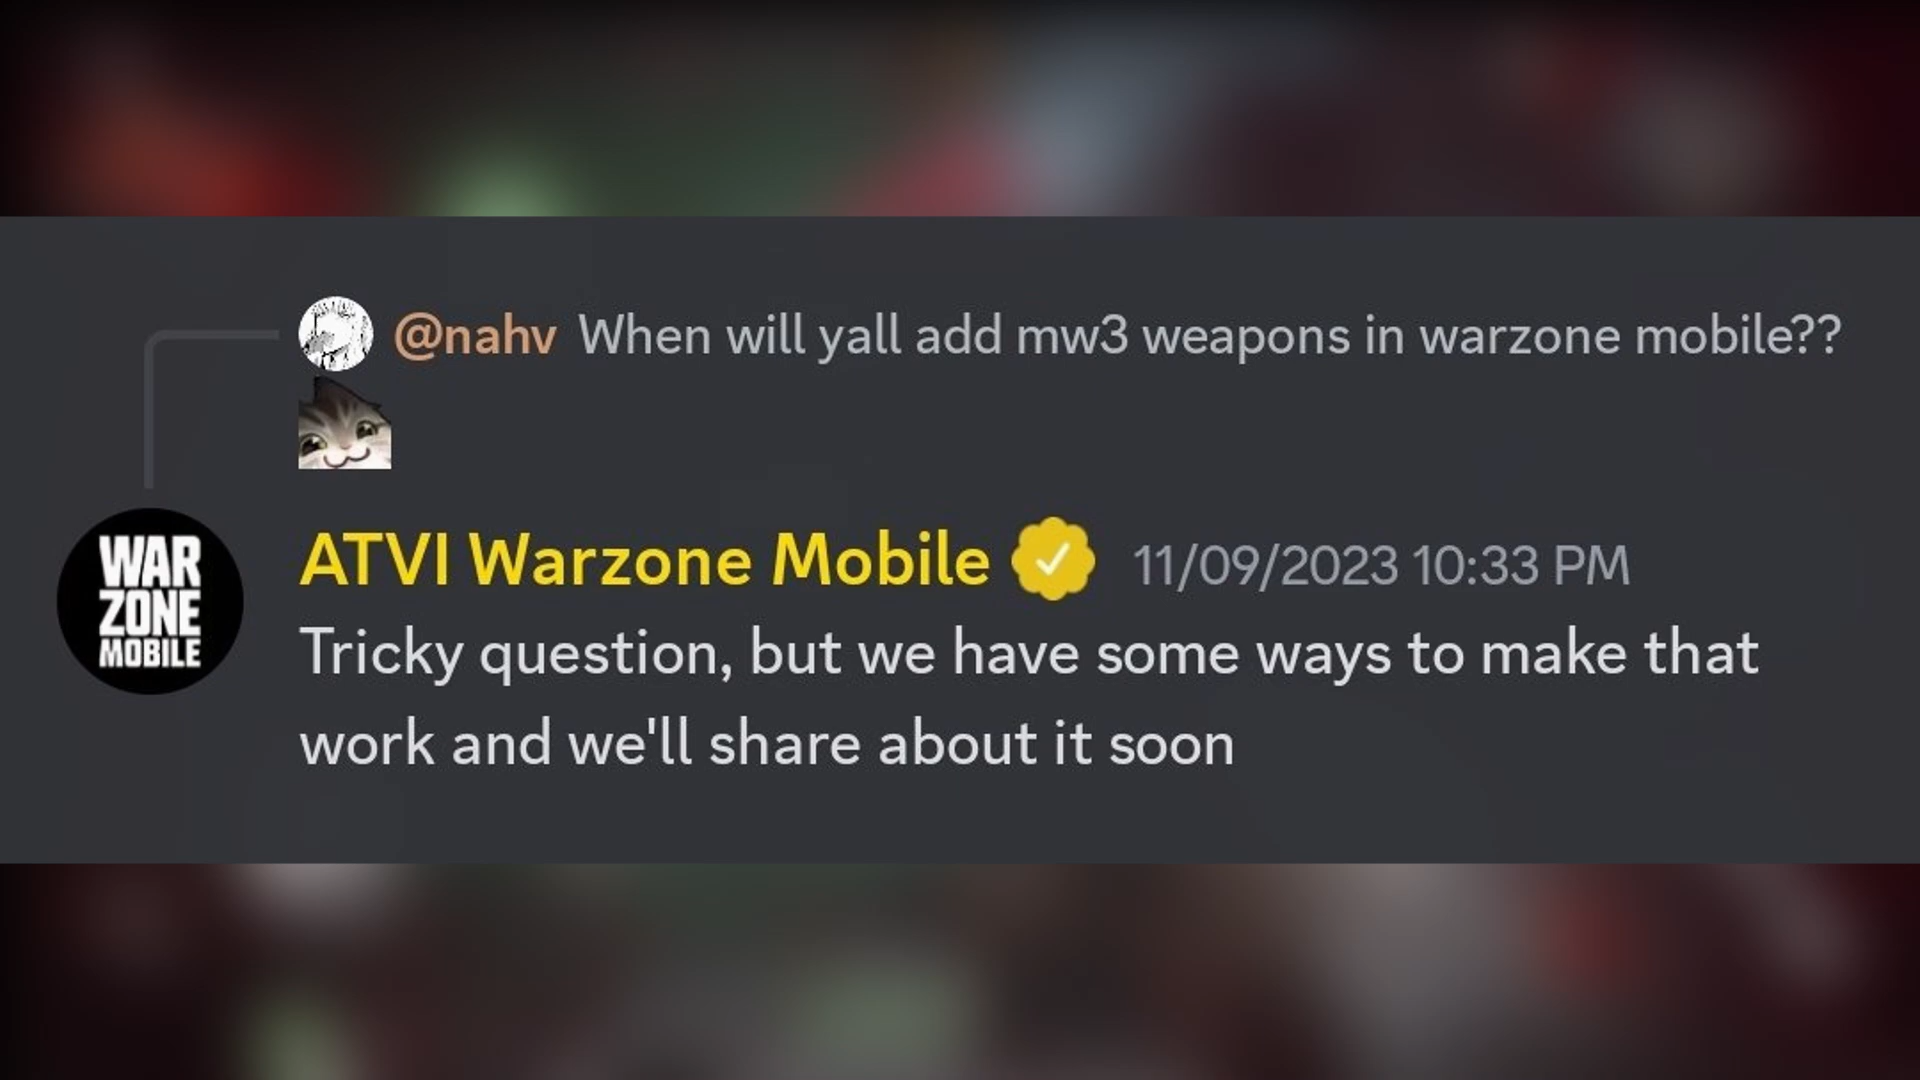 @nahv When will yall add mw3 weapons in warzone mobile??
WAR
ZONE
MOBILE
ATVI Warzone Mobile 11/09/2023 10:33 PM
Tricky question, but we have some ways to make that
work and we'll share about it soon